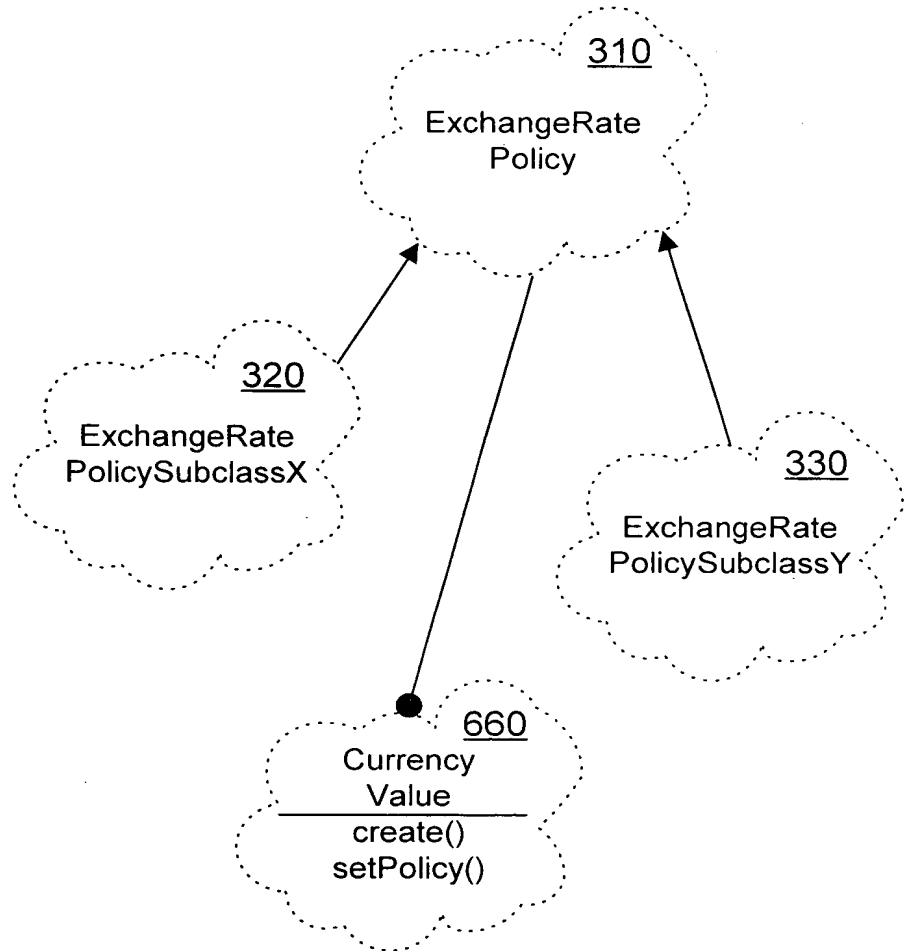 310
ExchangeRate
Policy
320
ExchangeRate
PolicySubclassX
330
ExchangeRate
PolicySubclassY
660
Currency
Value
create()
setPolicy()